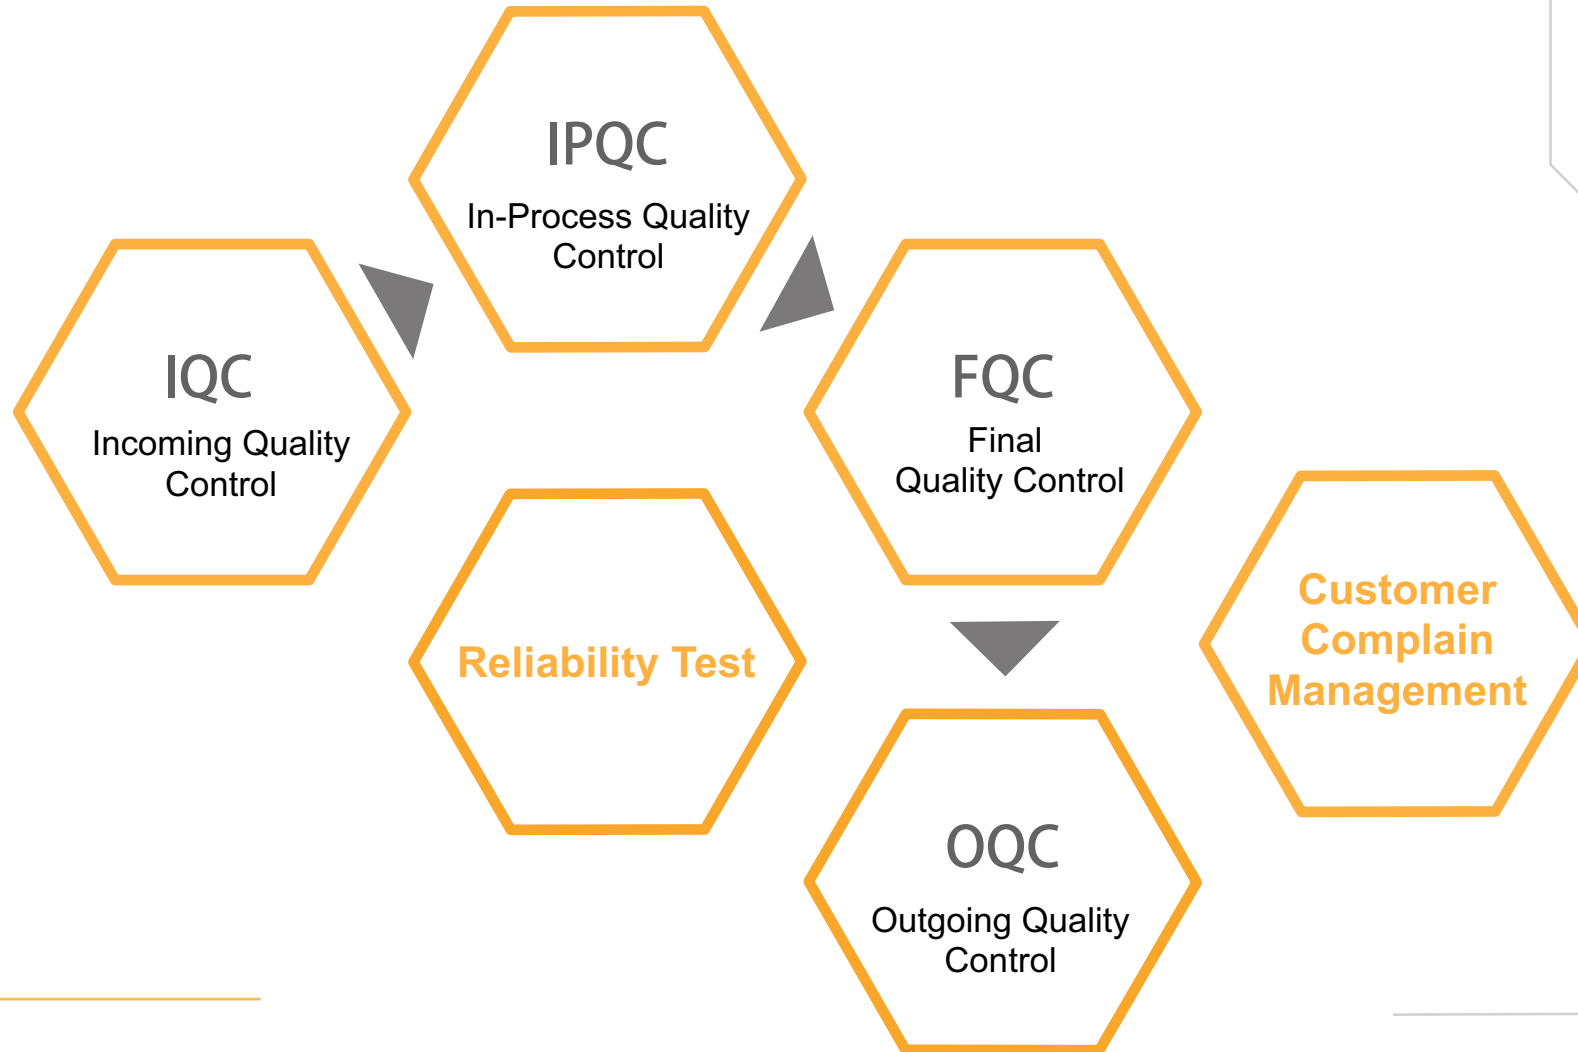 IPQC
In-Process Quality
Control
IQC
Incoming Quality
Control
FQC
Final
Quality Control
Reliability Test
Customer
Complain
Management
OQC
Outgoing Quality
Control